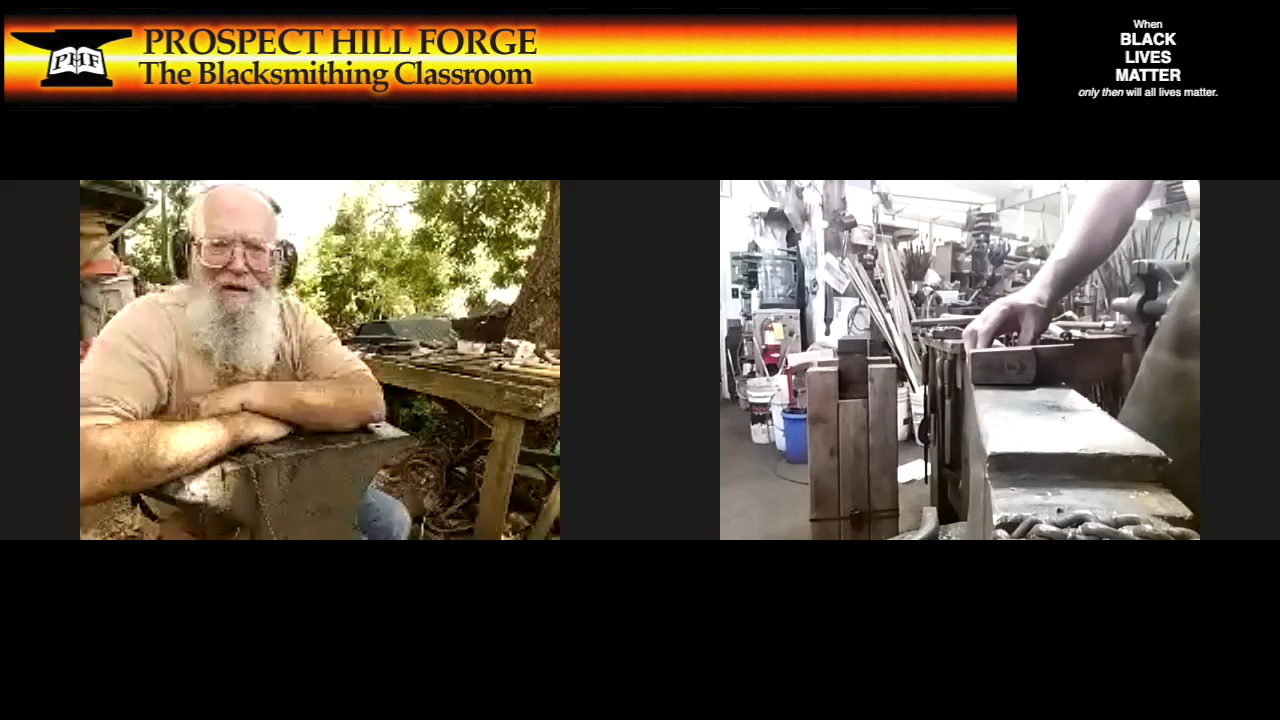 PHF
PROSPECT HILL FORGE
The Blacksmithing Classroom
When
BLACK
LIVES
MATTER
only then will all lives matter.